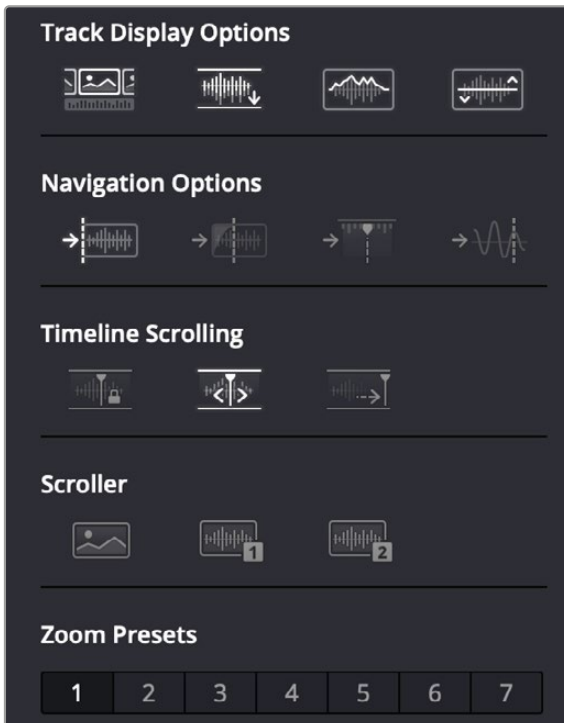 Track Display Options
Navigation Options
Timeline Scrolling
Scroller
1
2
Zoom Presets
1 2 3 4 5 6 7